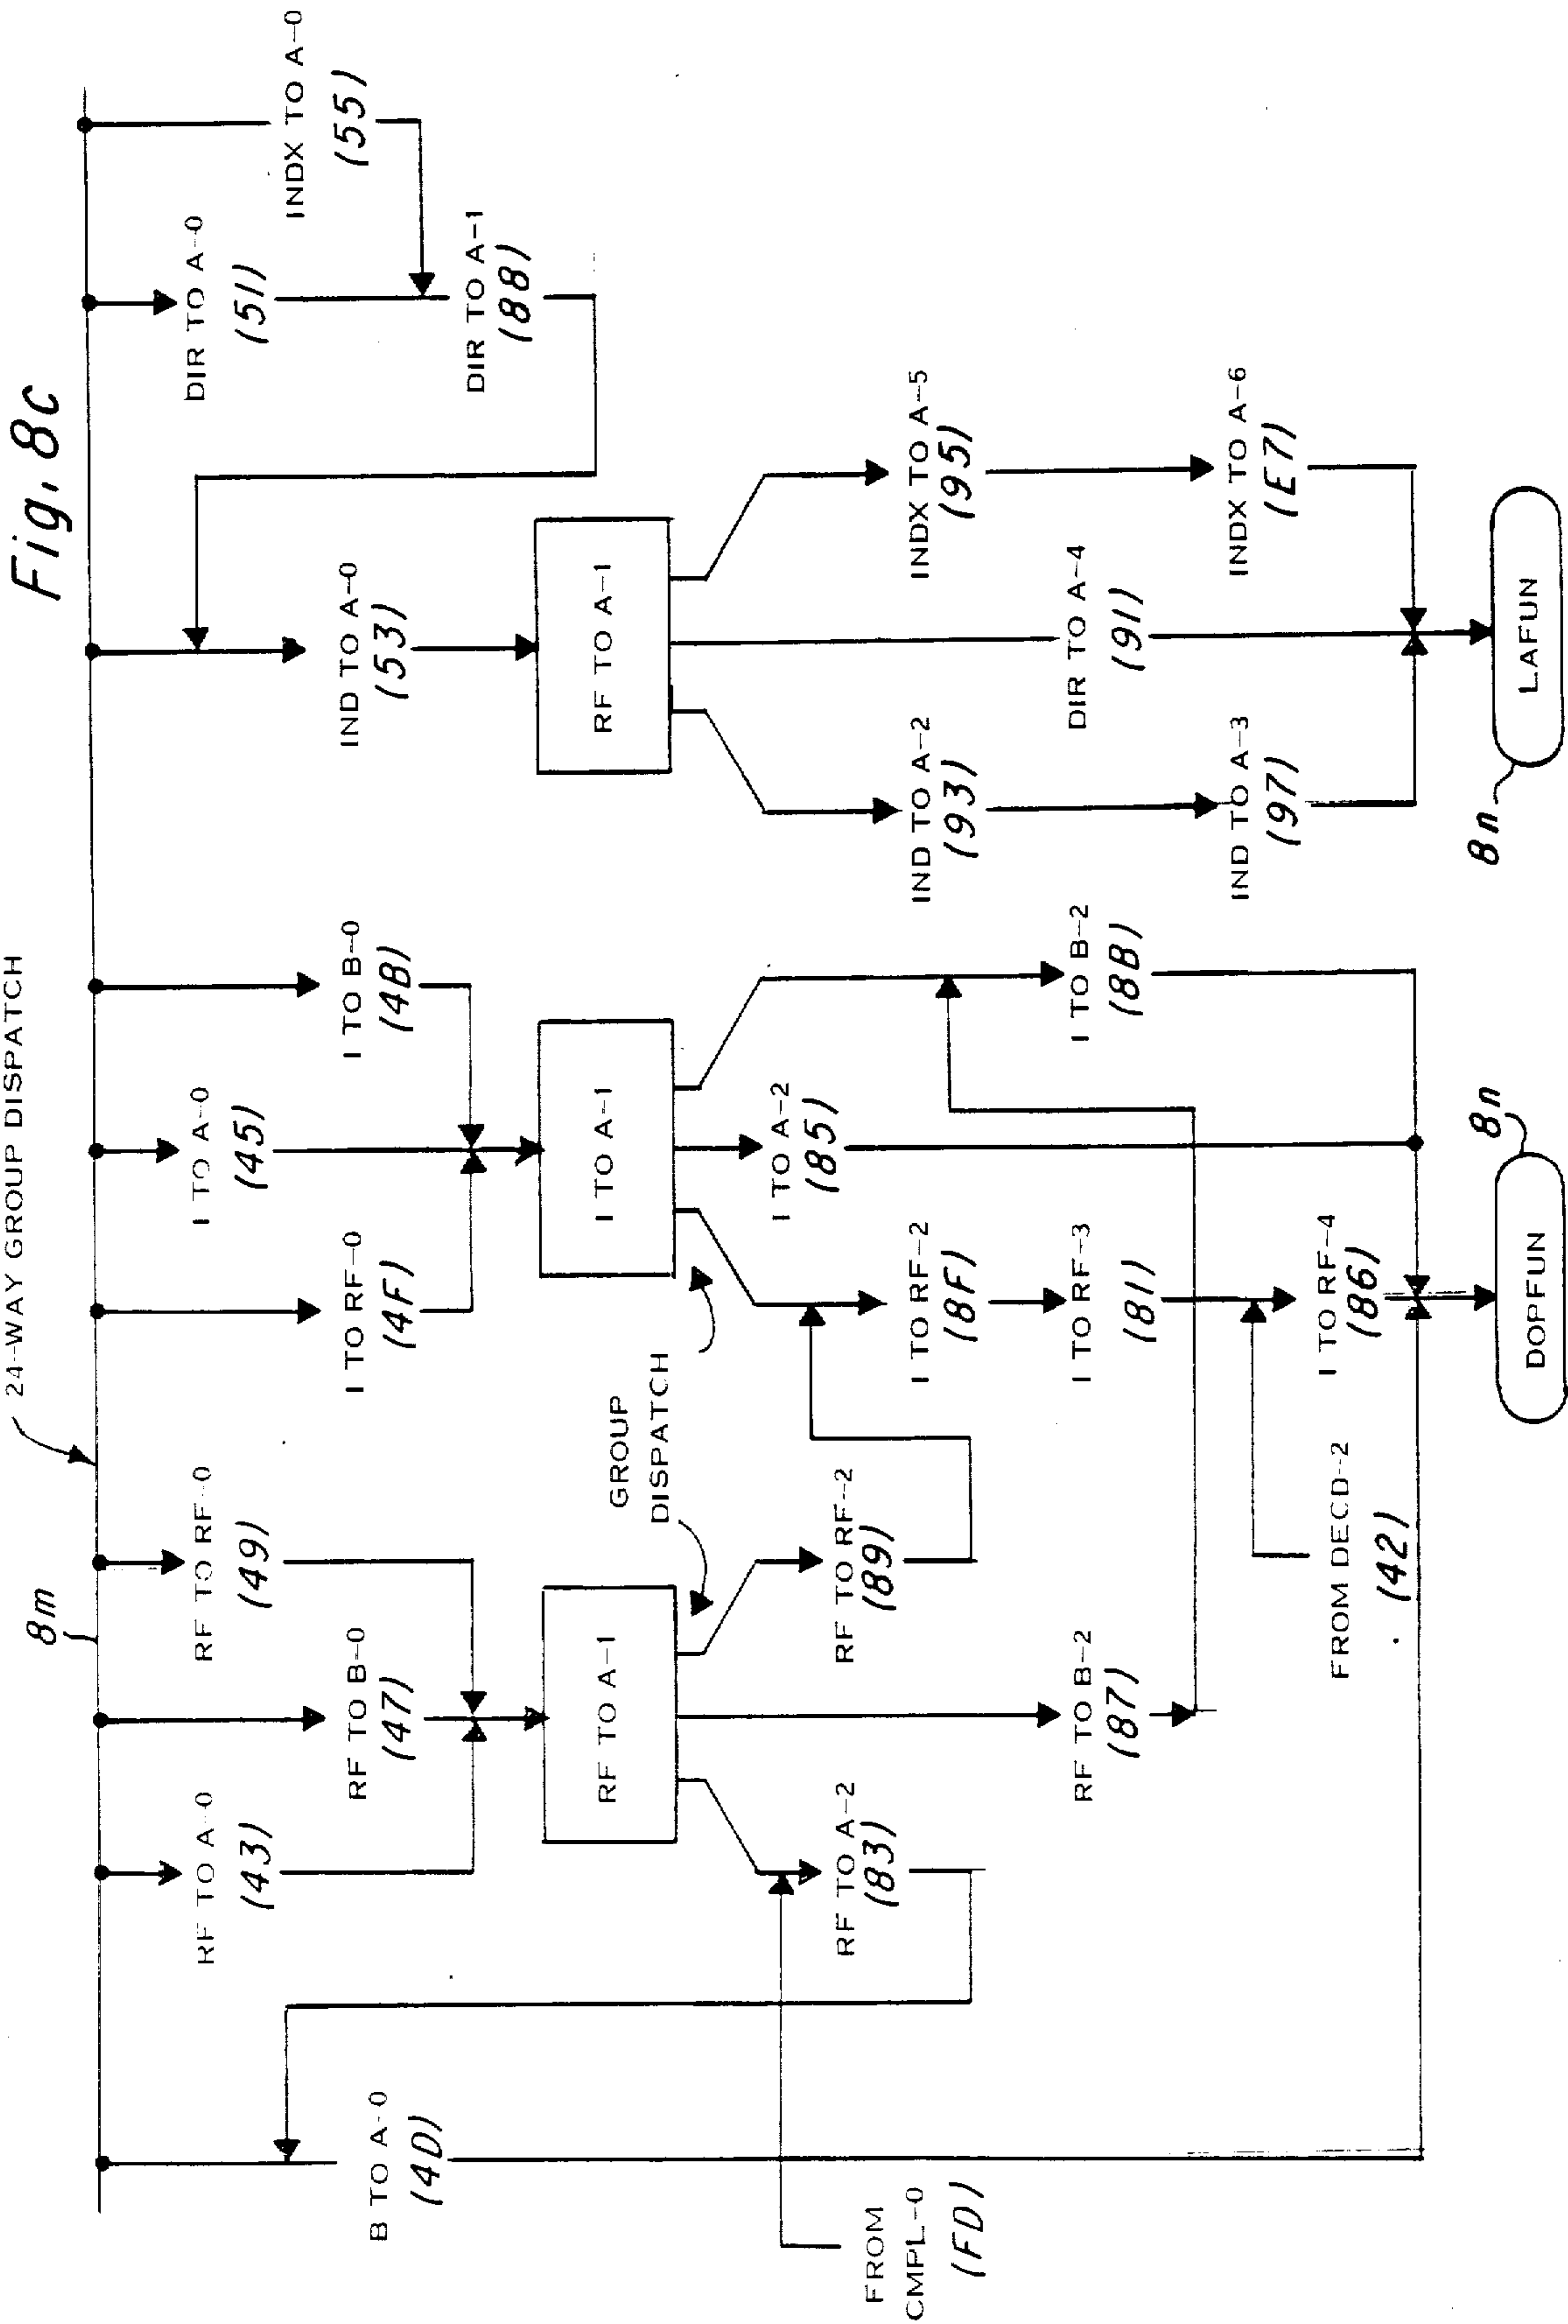 Fig. 8c
24-WAY GROUP DISPATCH
8m
B TO A-0
(4D)
RF TO A-0
(43)
RF TO B-0
(47)
RF TO RF-0
(49)
I TO RF-0
(4F)
I TO A-0
(45)
I TO B-0
(4B)
IND TO A-0
(53)
DIR TO A-0
(51)
INDX TO A-0
(55)
DIR TO A-1
(88)
RF TO A-1
I TO A-1
RF TO A-1
GROUP
DISPATCH
FROM
CMPL-0
(FD)
RF TO A-2
(83)
RF TO B-2
(87)
RF TO RF-2
(89)
I TO RF-2
(8F)
I TO RF-3
(81)
I TO A-2
(85)
I TO B-2
(8B)
IND TO A-2
(93)
IND TO A-3
(97)
DIR TO A-4
(91)
INDX TO A-5
(95)
INDX TO A-6
(E7)
FROM DECD-2
(42)
I TO RF-4
(86)
DOPFUN
8n
LAFUN
8n